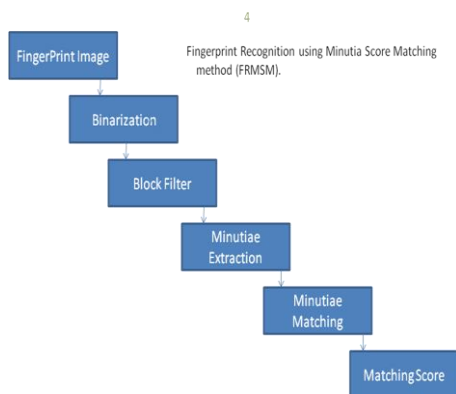 4
FingerPrint Image
Fingerprint Recognition using Minutia Score Matching
method (FRMSM).
Binarization
Block Filter
Minutiae
Extraction
Minutiae
Matching
Matching Score